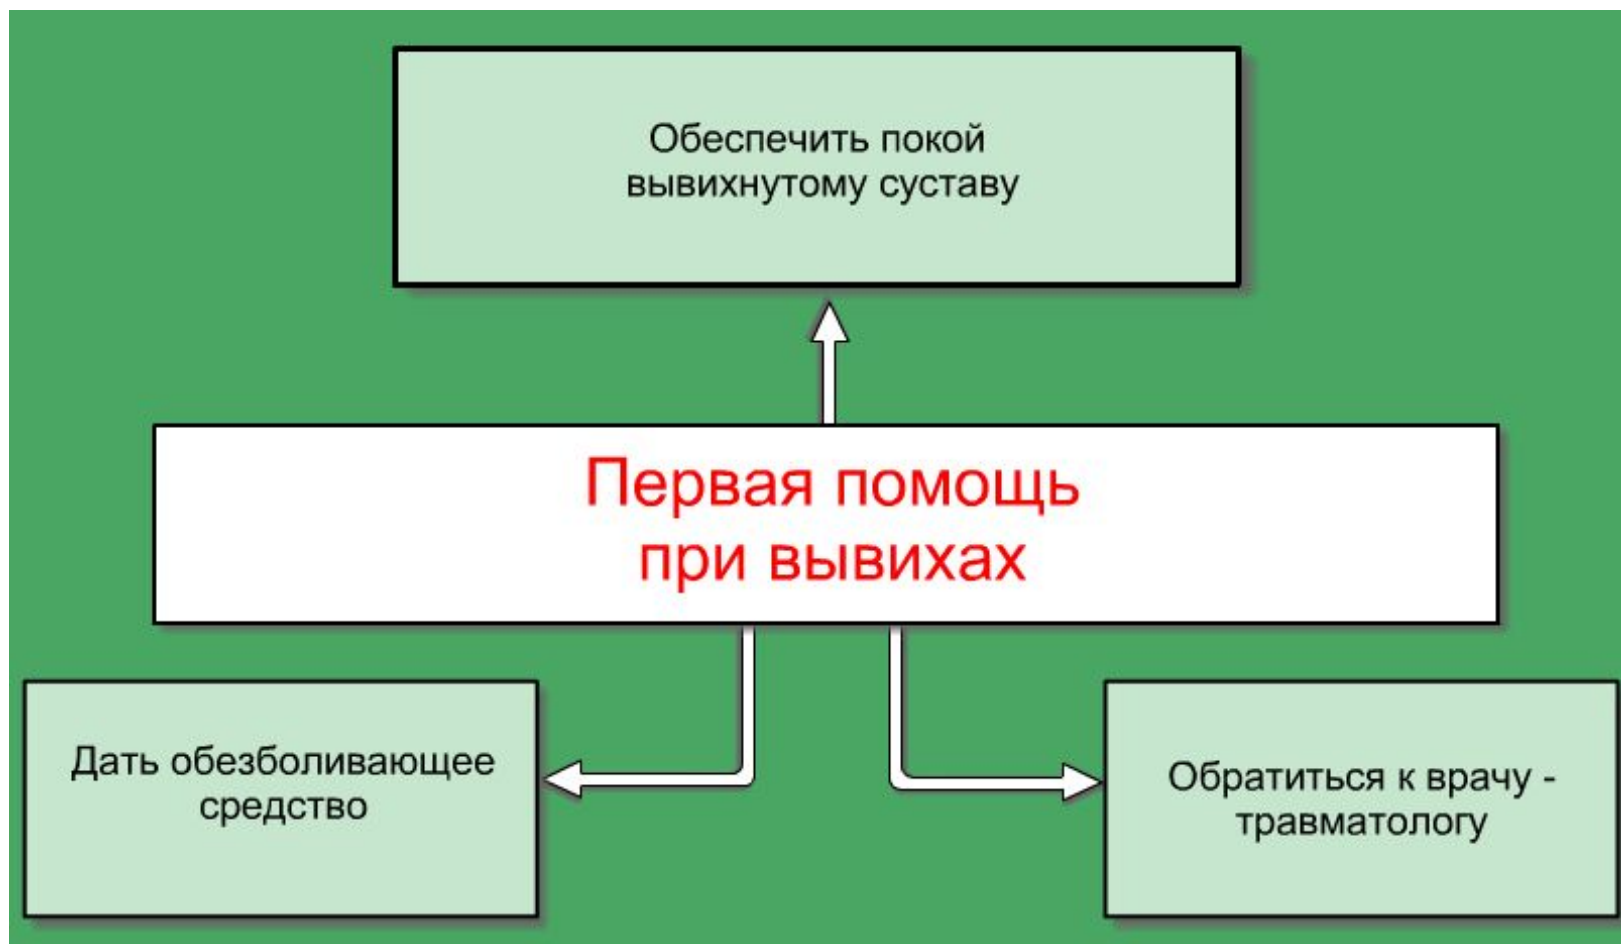 Обеспечить покой
вывихнутому суставу
Первая помощь
при вывихах
Дать обезболивающее
средство
Обратиться к врачу -
травматологу